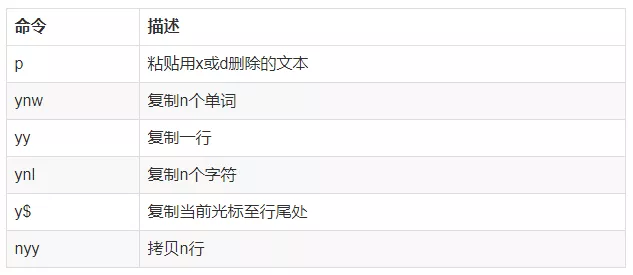 命令 描述
p 粘贴用x或d删除的文本
ynw 复制n个单词
yy 复制一行
ynl 复制n个字符
y$ 复制当前光标至行尾处
nyy 拷贝n行